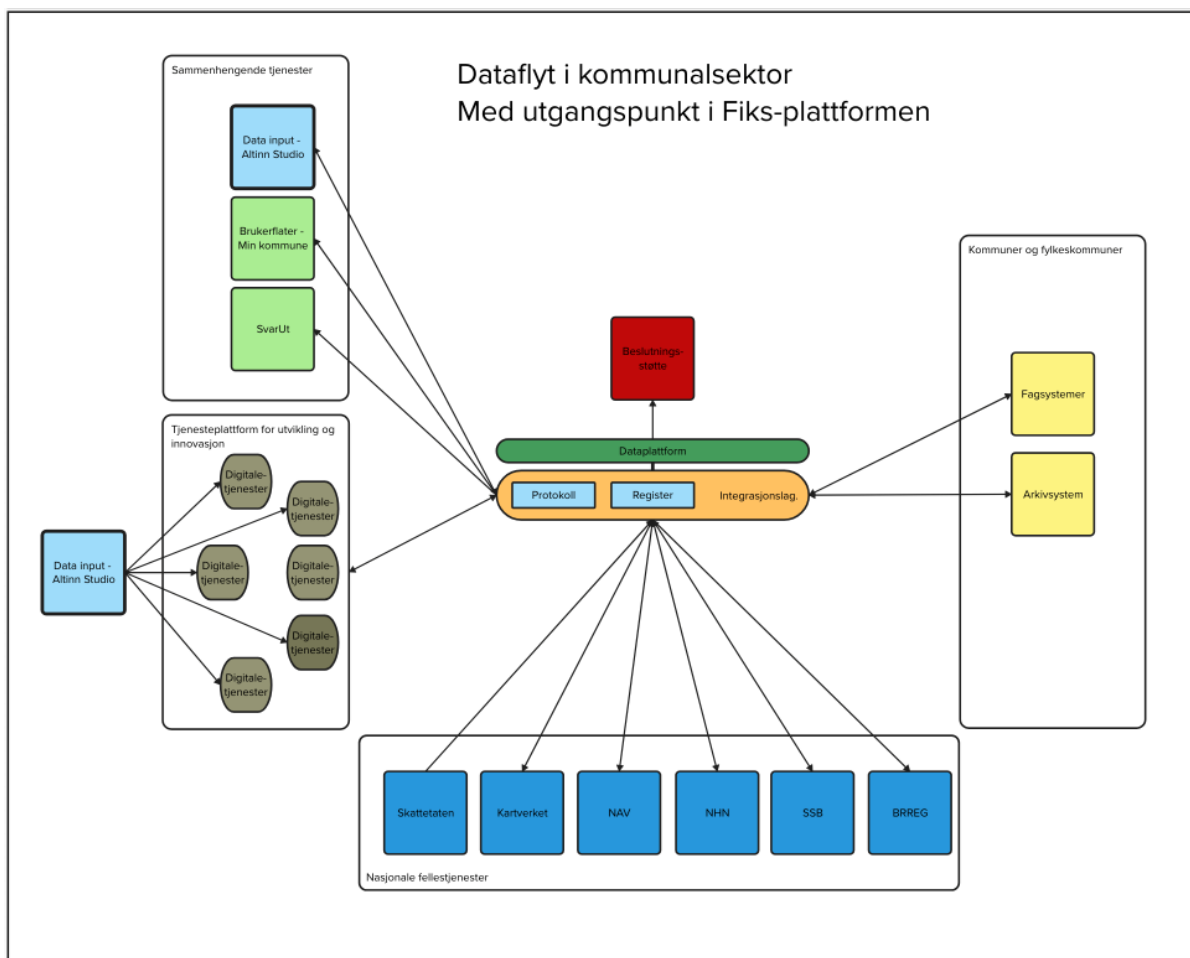 Dataflyt i kommunalsektor
Med utgangspunkt i Fiks-plattformen
Sammenhengende tjenester
Data input -
Altinn Studio
Brukerflater -
Min kommune
SvarUt
Tjenesteplattform for utvikling og
innovasjon
Digitale-
tjenester
Digitale-
tjenester
Digitale-
tjenester
Digitale-
tjenester
Digitale-
tjenester
Digitale-
tjenester
Data input -
Altinn Studio
Beslutnings-
støtte
Dataplattform
Protokoll
Register
Integrasjonslag.
Kommuner og fylkeskommuner
Fagsystemer
Arkivsystem
Skattetaten
Kartverket
NAV
NHN
SSB
BRREG
Nasjonale fellestjenester